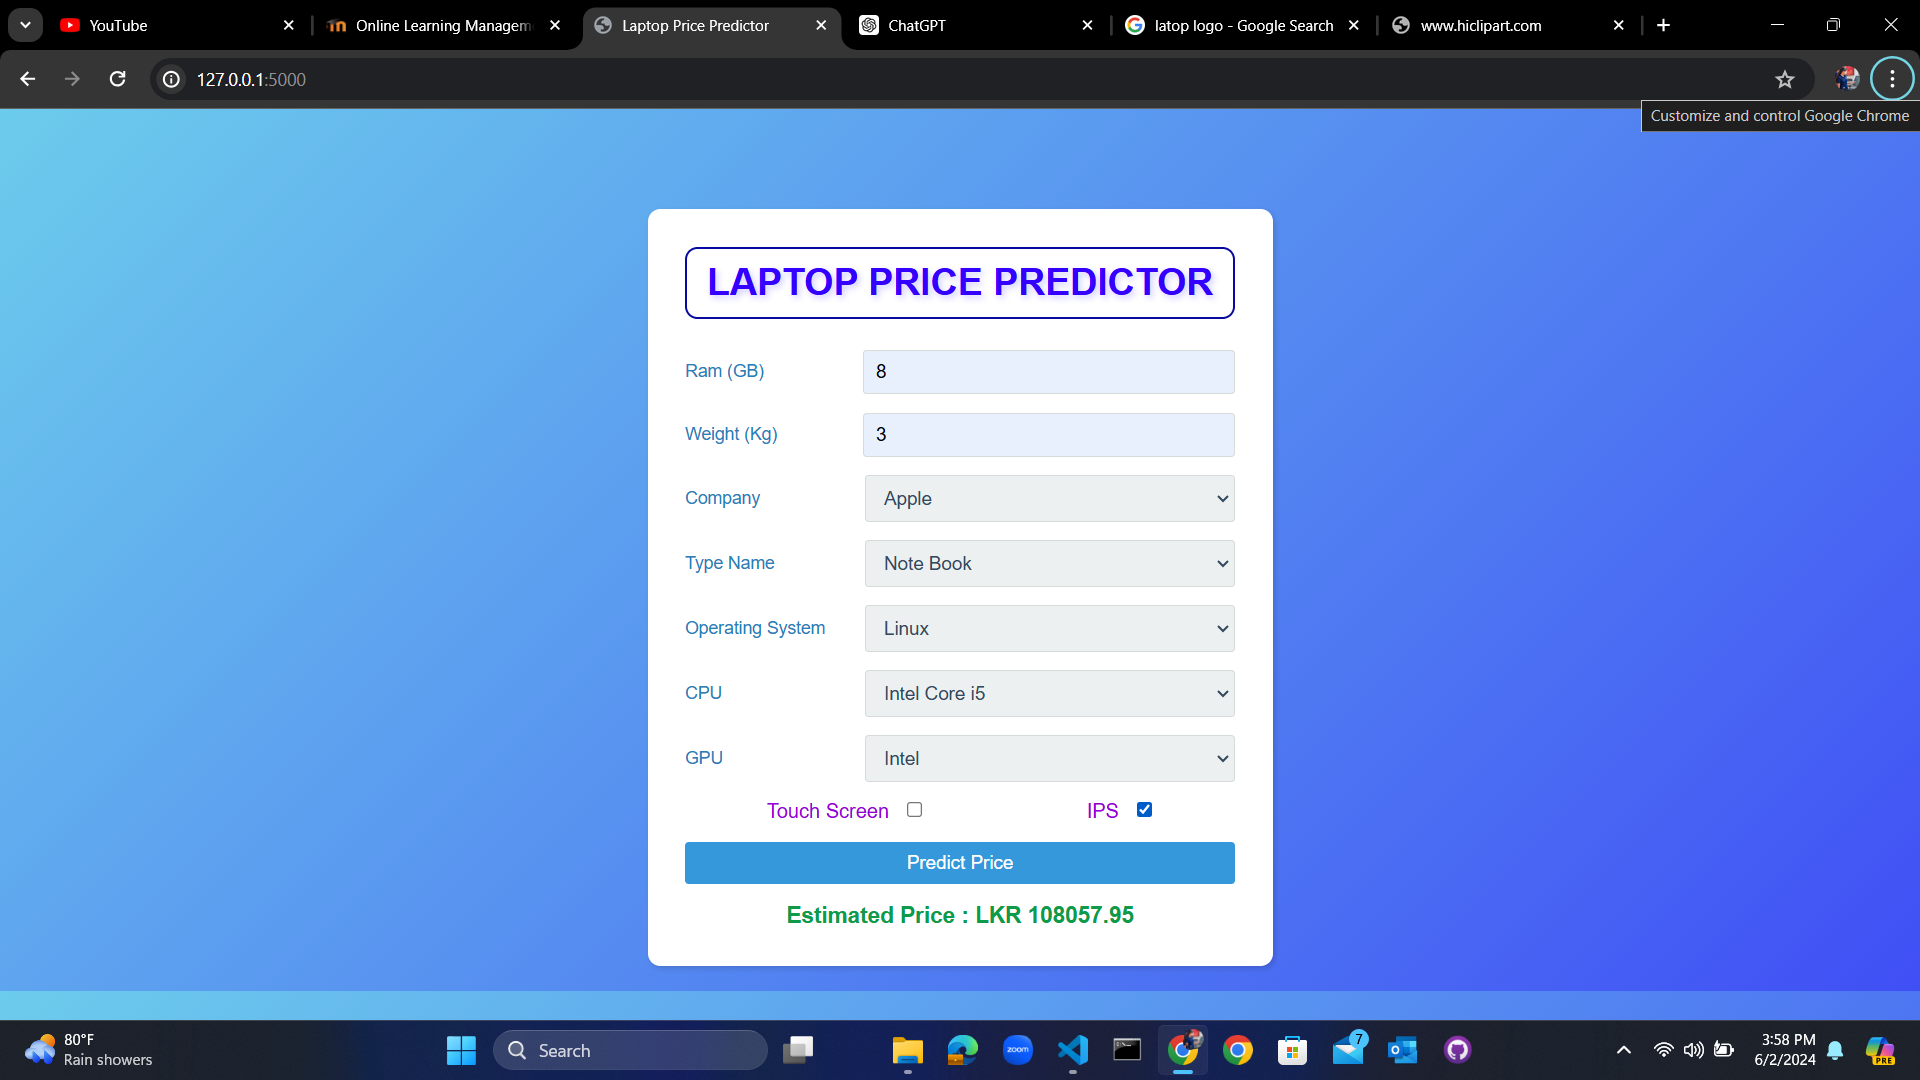 YouTube
Online Learning Managem
Laptop Price Predictor
ChatGPT
latop logo - Google Search
www.hiclipart.com
127.0.0.1:5000
Customize and control Google Chrome
LAPTOP PRICE PREDICTOR
Ram (GB) 8
Weight (Kg) 3
Company Apple
Type Name Note Book
Operating System Linux
CPU Intel Core i5
GPU Intel
Touch Screen IPS
Predict Price
Estimated Price : LKR 108057.95
80°F
Rain showers
Search
zoom
7
3:58 PM
6/2/2024
PRE